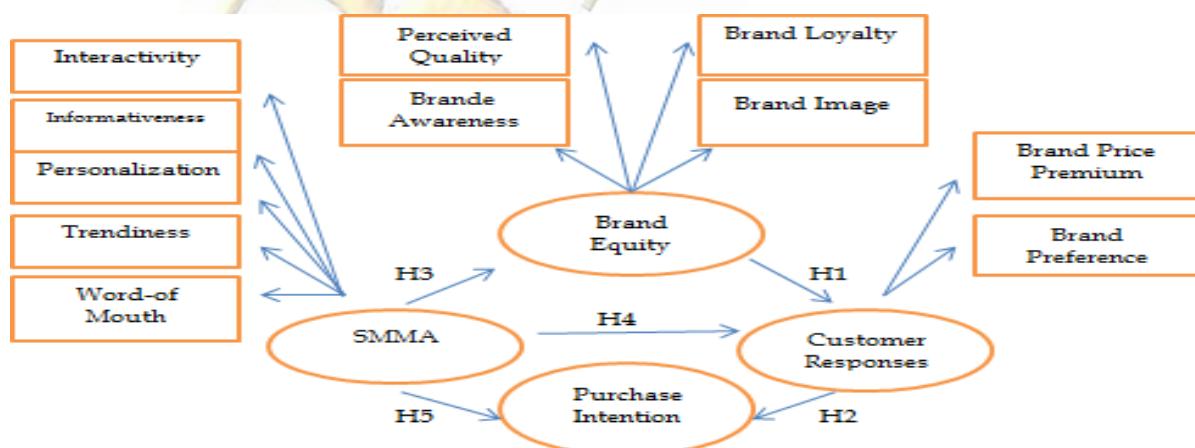 Interactivity
Informativeness
Personalization
Trendiness
Word-of
Mouth
Perceived
Quality
Brande
Awareness
Brand Loyalty
Brand Image
Brand Price
Premium
Brand
Preference
Brand
Equity
H3
H1
H4
SMMA
Customer
Responses
Purchase
Intention
H5
H2